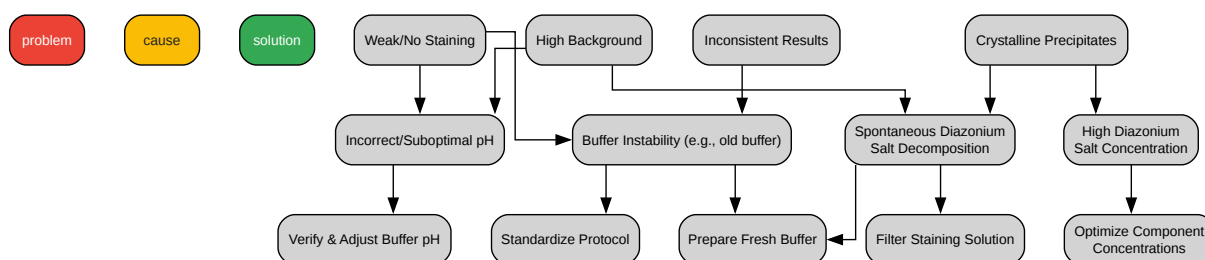 problem
cause
solution
Weak/No Staining
High Background
Inconsistent Results
Crystalline Precipitates
Incorrect/Suboptimal pH
Buffer Instability (e.g., old buffer)
Spontaneous Diazonium
Salt Decomposition
High Diazonium
Salt Concentration
Verify & Adjust Buffer pH
Standardize Protocol
Prepare Fresh Buffer
Filter Staining Solution
Optimize Component
Concentrations